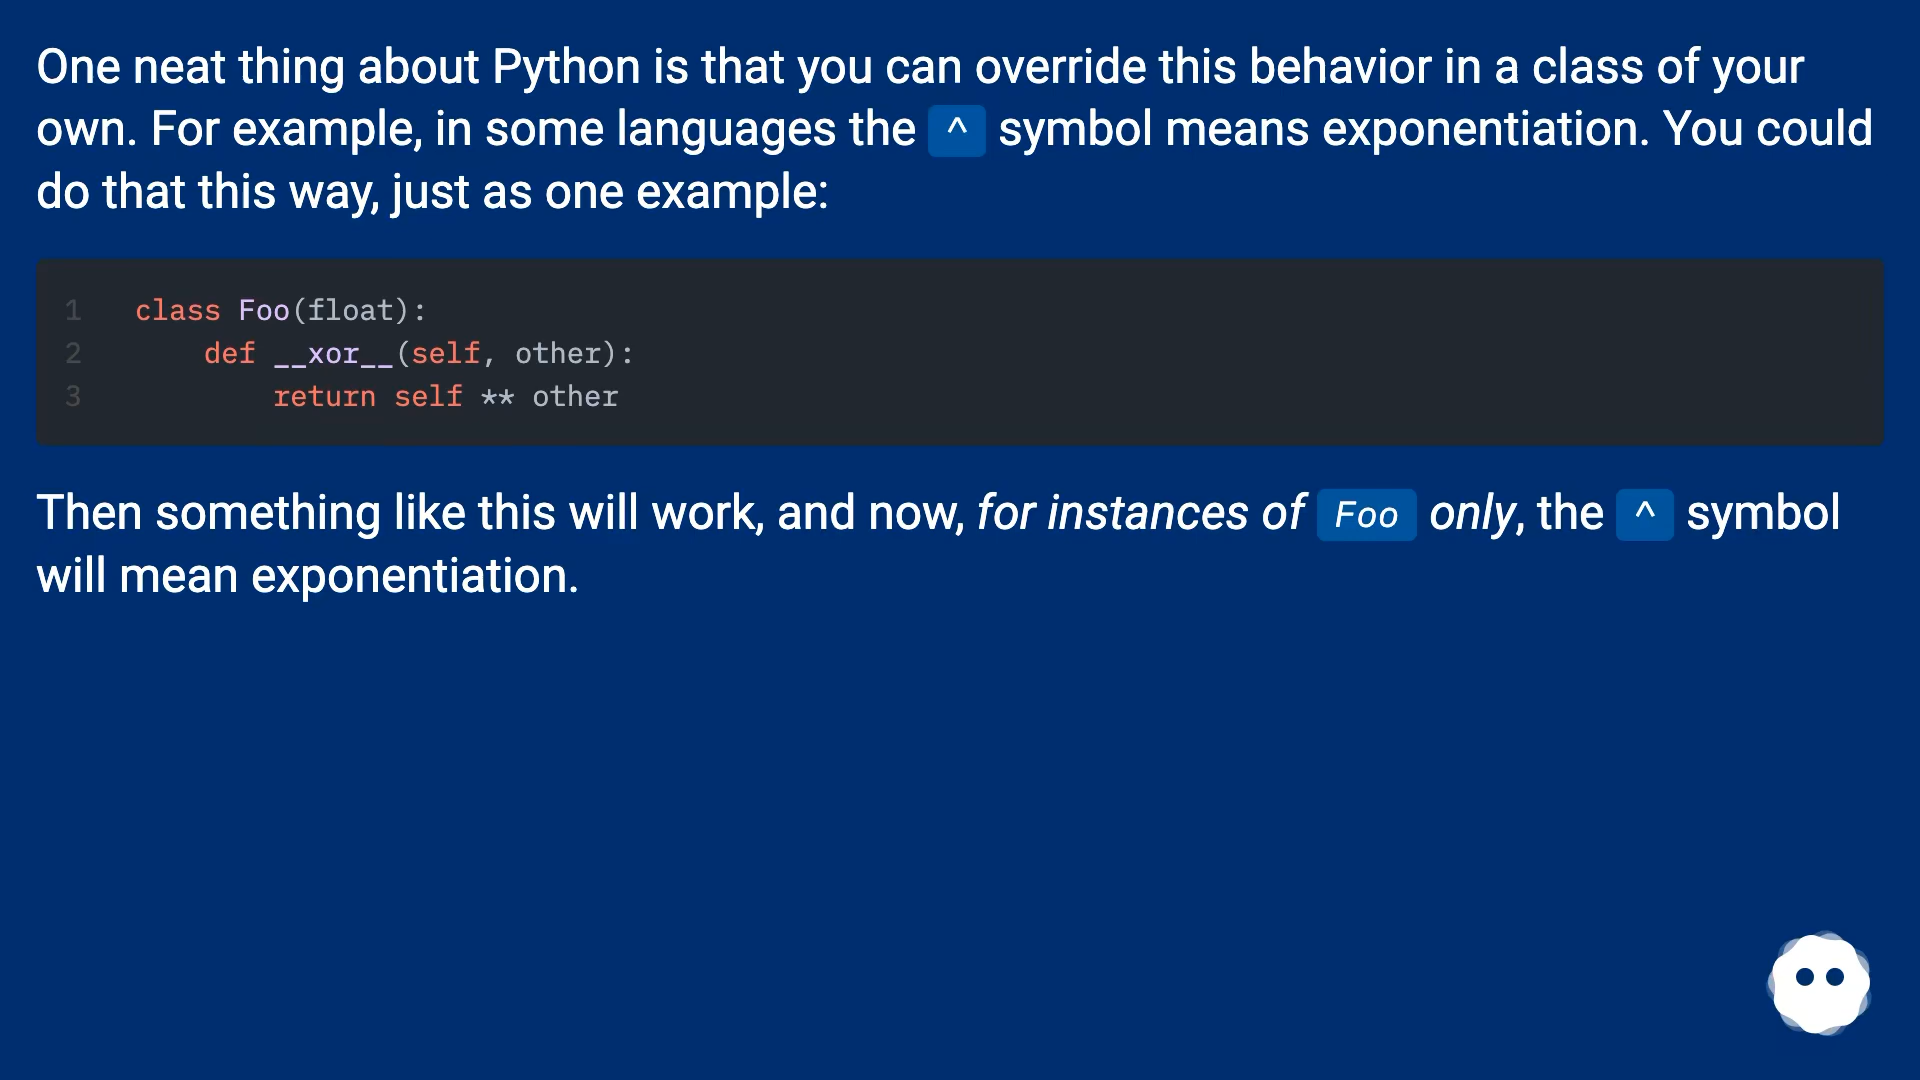 One neat thing about Python is that you can override this behavior in a class of your
own. For example, in some languages the ^ symbol means exponentiation. You could
do that this way, just as one example:
1 class Foo(float):
2     def __xor__(self, other):
3         return self ** other
Then something like this will work, and now, for instances of Foo only, the ^ symbol
will mean exponentiation.